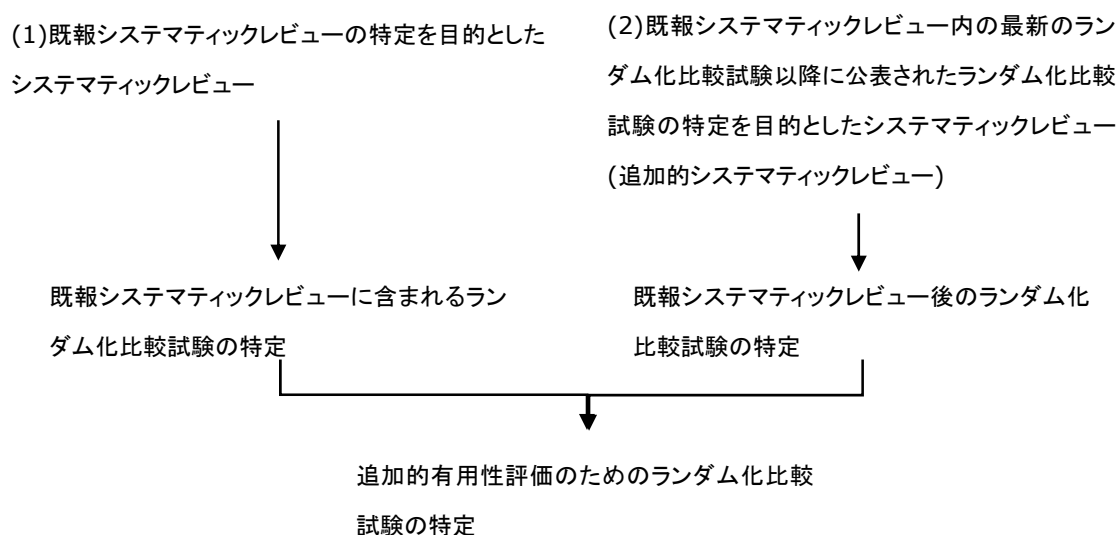 (1)既報システマティックレビューの特定を目的とした
システマティックレビュー
(2)既報システマティックレビュー内の最新のラン
ダム化比較試験以降に公表されたランダム化比較
試験の特定を目的としたシステマティックレビュー
(追加的システマティックレビュー)
既報システマティックレビューに含まれるラン
ダム化比較試験の特定
既報システマティックレビュー後のランダム化
比較試験の特定
追加的有用性評価のためのランダム化比較
試験の特定